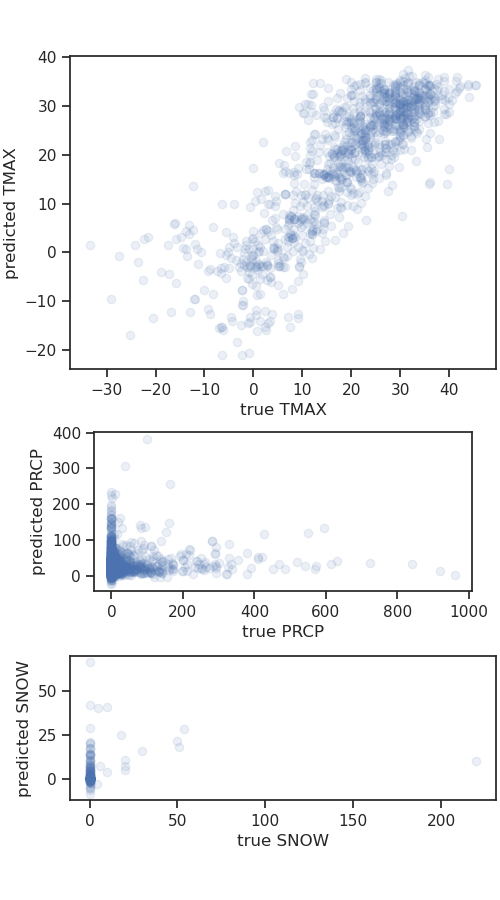 40
30
20
10
0
−10
−20
predicted TMAX
−30 −20 −10 0 10 20 30 40
true TMAX
400
300
200
100
0
predicted PRCP
0 200 400 600 800 1000
true PRCP
50
25
0
predicted SNOW
0 50 100 150 200
true SNOW